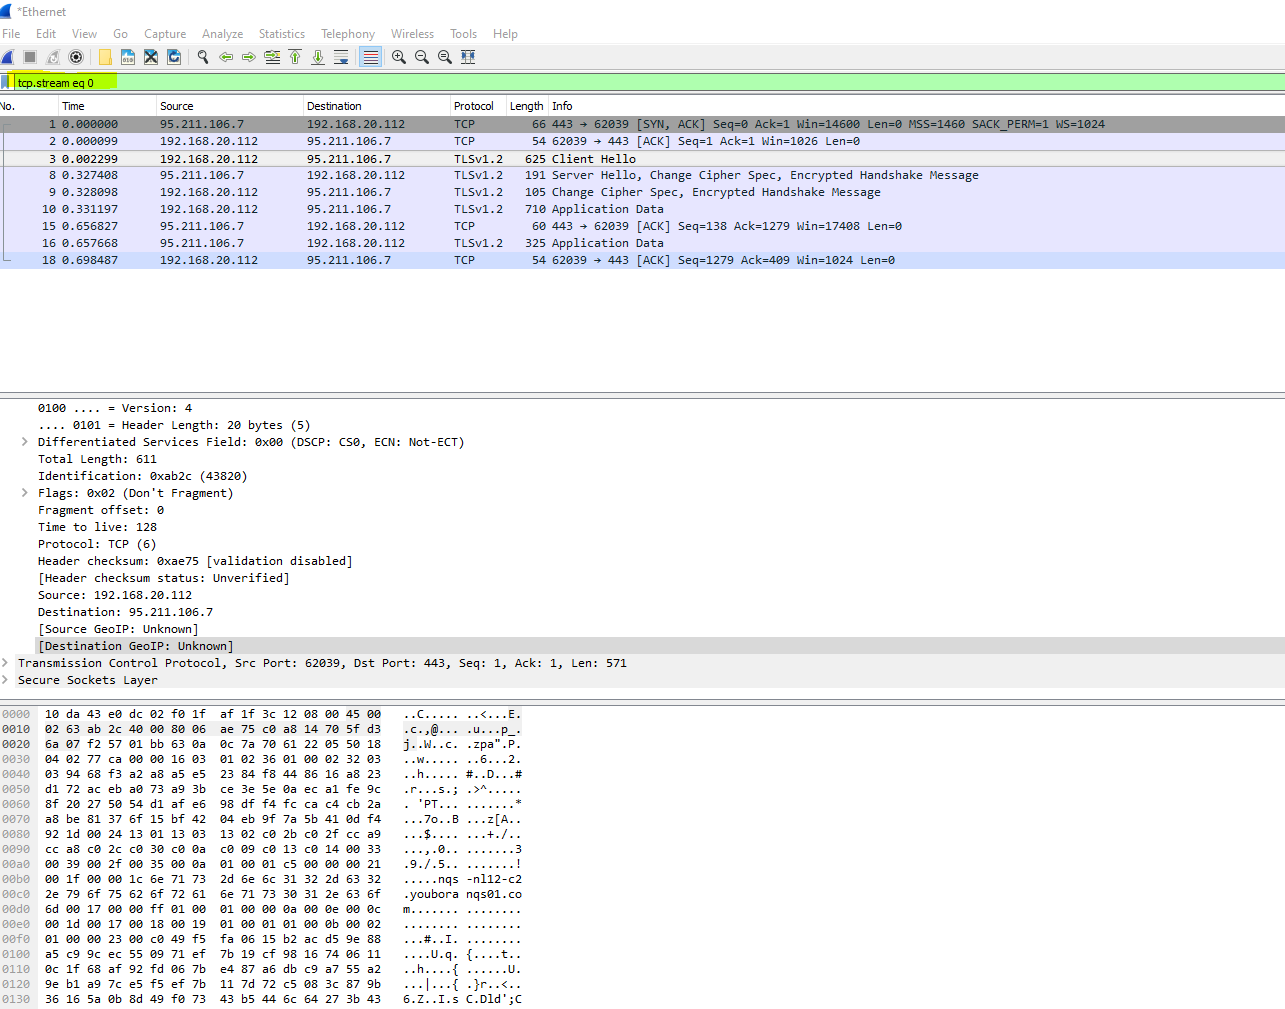 *Ethernet
File Edit View Go Capture Analyze Statistics Telephony Wireless Tools Help
tcp.stream eq 0
No. Time Source Destination Protocol Length Info
1 0.000000 95.211.106.7 192.168.20.112 TCP 66 443 → 62039 [SYN, ACK] Seq=0 Ack=1 Win=14600 Len=0 MSS=1460 SACK_PERM=1 WS=1024
2 0.000099 192.168.20.112 95.211.106.7 TCP 54 62039 → 443 [ACK] Seq=1 Ack=1 Win=1026 Len=0
3 0.002299 192.168.20.112 95.211.106.7 TLSv1.2 625 Client Hello
8 0.327408 95.211.106.7 192.168.20.112 TLSv1.2 191 Server Hello, Change Cipher Spec, Encrypted Handshake Message
9 0.328098 192.168.20.112 95.211.106.7 TLSv1.2 105 Change Cipher Spec, Encrypted Handshake Message
10 0.331197 192.168.20.112 95.211.106.7 TLSv1.2 710 Application Data
15 0.656827 95.211.106.7 192.168.20.112 TCP 60 443 → 62039 [ACK] Seq=138 Ack=1279 Win=17408 Len=0
16 0.657668 95.211.106.7 192.168.20.112 TLSv1.2 325 Application Data
18 0.698487 192.168.20.112 95.211.106.7 TCP 54 62039 → 443 [ACK] Seq=1279 Ack=409 Win=1024 Len=0
0100 .... = Version: 4
.... 0101 = Header Length: 20 bytes (5)
Differentiated Services Field: 0x00 (DSCP: CS0, ECN: Not-ECT)
Total Length: 611
Identification: 0xab2c (43820)
Flags: 0x02 (Don't Fragment)
Fragment offset: 0
Time to live: 128
Protocol: TCP (6)
Header checksum: 0xae75 [validation disabled]
[Header checksum status: Unverified]
Source: 192.168.20.112
Destination: 95.211.106.7
[Source GeoIP: Unknown]
[Destination GeoIP: Unknown]
Transmission Control Protocol, Src Port: 62039, Dst Port: 443, Seq: 1, Ack: 1, Len: 571
Secure Sockets Layer
0000 10 da 43 e0 dc 02 f0 1f af 1f 3c 12 08 00 45 00 ..C..... ..<...E.
0010 02 63 ab 2c 40 00 80 06 ae 75 c0 a8 14 70 5f d3 .c.,@... .u...p_.
0020 6a 07 f2 57 01 bb 63 0a 0c 7a 70 61 22 05 50 18 j..W..c. .zpa".P.
0030 04 02 77 ca 00 00 16 03 01 02 36 01 00 02 32 03 ..w..... ..6...2.
0040 03 94 68 f3 a2 a8 a5 e5 23 84 f8 44 86 16 a8 23 ..h..... #..D...#
0050 d1 72 ac eb a0 73 a9 3b ce 3e 5e 0a ec a1 fe 9c .r...s.; .>^.....
0060 8f 20 27 50 54 d1 af e6 98 df f4 fc ca c4 cb 2a . 'PT... .......*
0070 a8 be 81 37 6f 15 bf 42 04 eb 9f 7a 5b 41 0d f4 ...7o..B ...z[A..
0080 92 1d 00 24 13 01 13 03 13 02 c0 2b c0 2f cc a9 ...$.... ...+./..
0090 cc a8 c0 2c c0 30 c0 0a c0 09 c0 13 c0 14 00 33 ...,.0.. .......3
00a0 00 39 00 2f 00 35 00 0a 01 00 01 c5 00 00 00 21 .9./.5.. .......!
00b0 00 1f 00 00 1c 6e 71 73 2d 6e 6c 31 32 2d 63 32 .....nqs -nl12-c2
00c0 2e 79 6f 75 62 6f 72 61 6e 71 73 30 31 2e 63 6f .youbora nqs01.co
00d0 6d 00 17 00 00 ff 01 00 01 00 00 0a 00 0e 00 0c m....... ........
00e0 00 1d 00 17 00 18 00 19 01 00 01 01 00 0b 00 02 ........ ........
00f0 01 00 00 23 00 c0 49 f5 fa 06 15 b2 ac d5 9e 88 ...#..I. ........
0100 a5 c9 9c ec 55 09 71 ef 7b 19 cf 98 16 74 06 11 ....U.q. {....t..
0110 0c 1f 68 af 92 fd 06 7b e4 87 a6 db c9 a7 55 a2 ..h....{ ......U.
0120 9e b1 a9 7c e5 f5 ef 7b 11 7d 72 c5 08 3c 87 9b ...|...{ .}r..<..
0130 36 16 5a 0b 8d 49 f0 73 43 b5 44 6c 64 27 3b 43 6.Z..I.s C.Dld';C